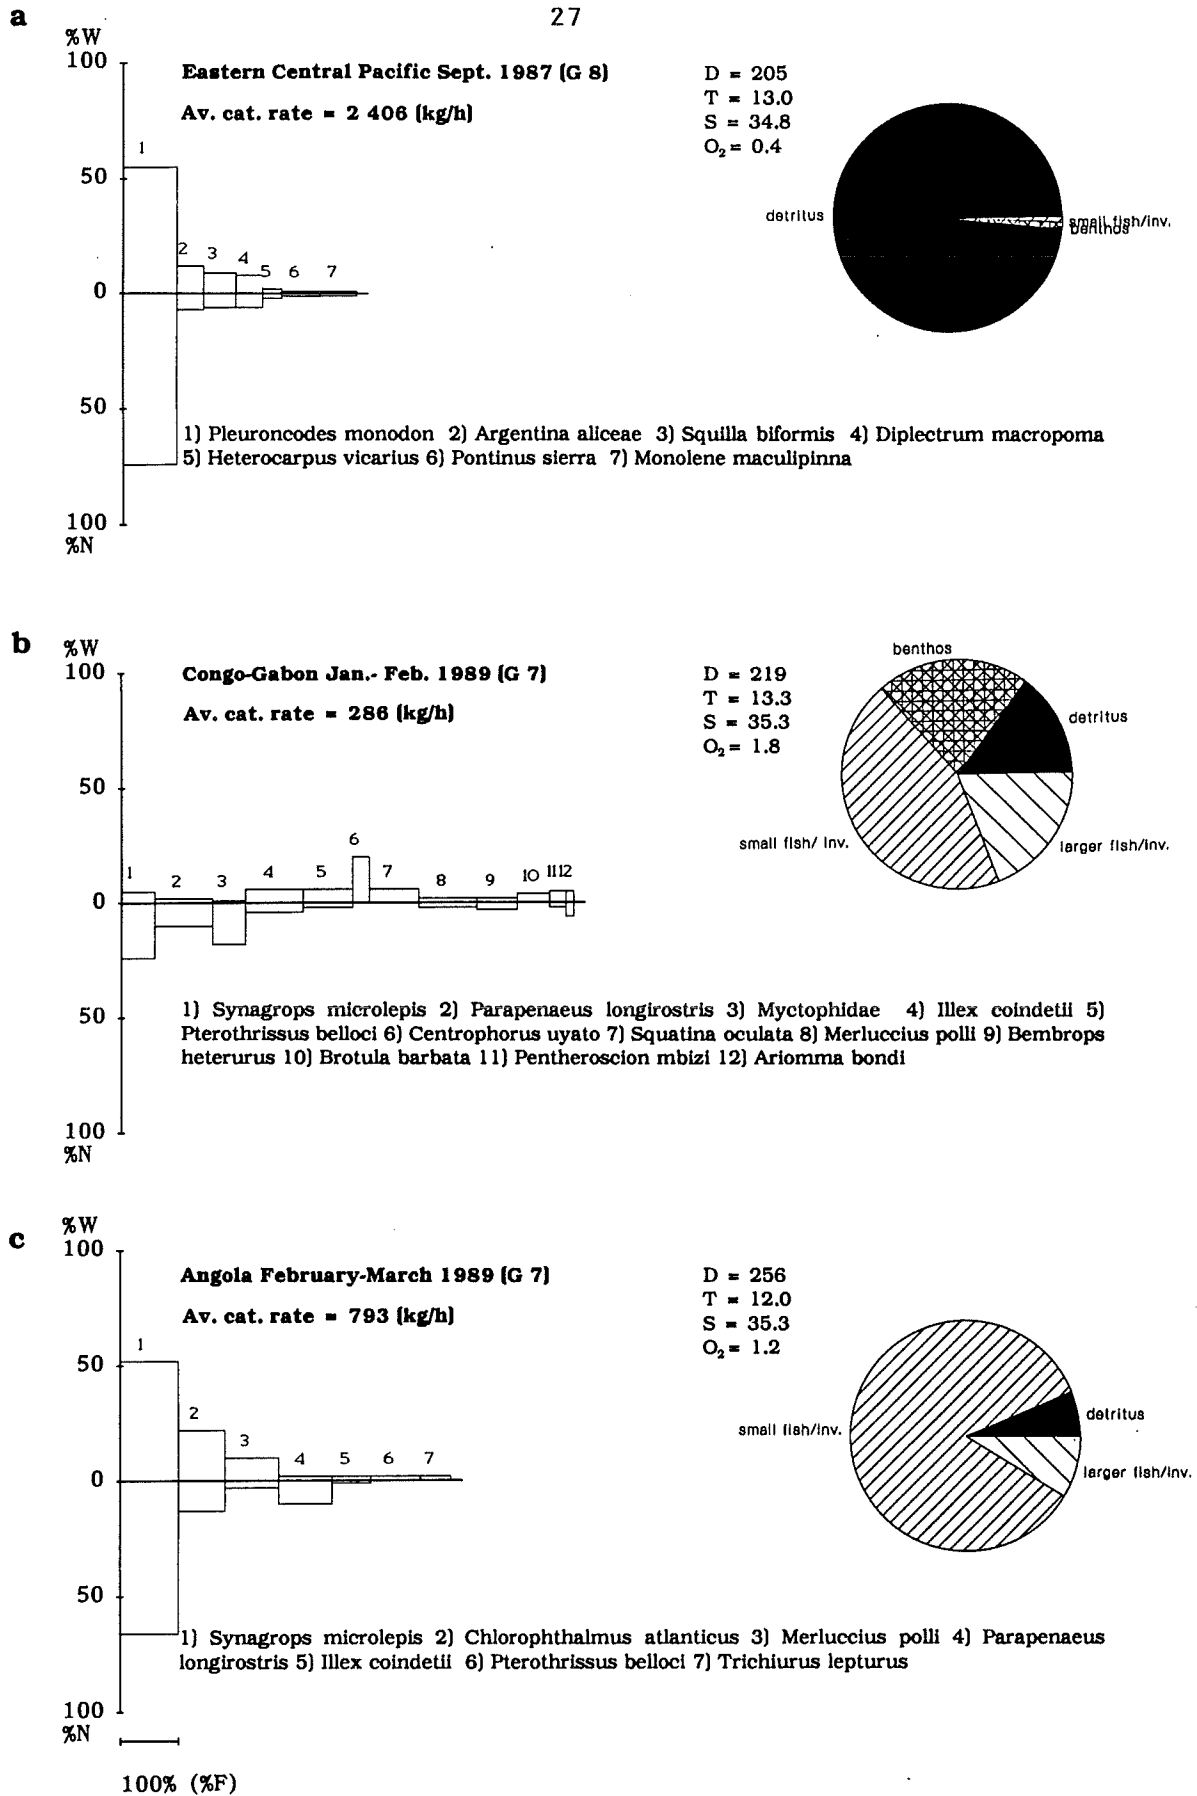 27
a
%W
100
Eastern Central Pacific Sept. 1987 (G 8)
Av. cat. rate = 2 406 (kg/h)
D = 205
T = 13.0
S = 34.8
O₂ = 0.4
1
50
2 3 4 5 6 7
0
detritus
small fish/inv.
benthos
50
1) Pleuroncodes monodon 2) Argentina aliceae 3) Squilla biformis 4) Diplectrum macropoma
5) Heterocarpus vicarius 6) Pontinus sierra 7) Monolene maculipinna
100
%N
b
%W
100
Congo-Gabon Jan.- Feb. 1989 (G 7)
Av. cat. rate = 286 (kg/h)
D = 219
T = 13.3
S = 35.3
O₂ = 1.8
benthos
detritus
small fish/ inv.
larger fish/inv.
50
1 2 3 4 5 6 7 8 9 10 11 12
0
50
1) Synagrops microlepis 2) Parapenaeus longirostris 3) Myctophidae 4) Illex coindetii 5)
Pterothrissus belloci 6) Centrophorus uyato 7) Squatina oculata 8) Merluccius polli 9) Bembrops
heterurus 10) Brotula barbata 11) Pentheroscion mbizi 12) Ariomma bondi
100
%N
c
%W
100
Angola February-March 1989 (G 7)
Av. cat. rate = 793 (kg/h)
D = 256
T = 12.0
S = 35.3
O₂ = 1.2
1
50
2 3 4 5 6 7
0
small fish/inv.
detritus
larger fish/inv.
50
1) Synagrops microlepis 2) Chlorophthalmus atlanticus 3) Merluccius polli 4) Parapenaeus
longirostris 5) Illex coindetii 6) Pterothrissus belloci 7) Trichiurus lepturus
100
%N
100% (%F)